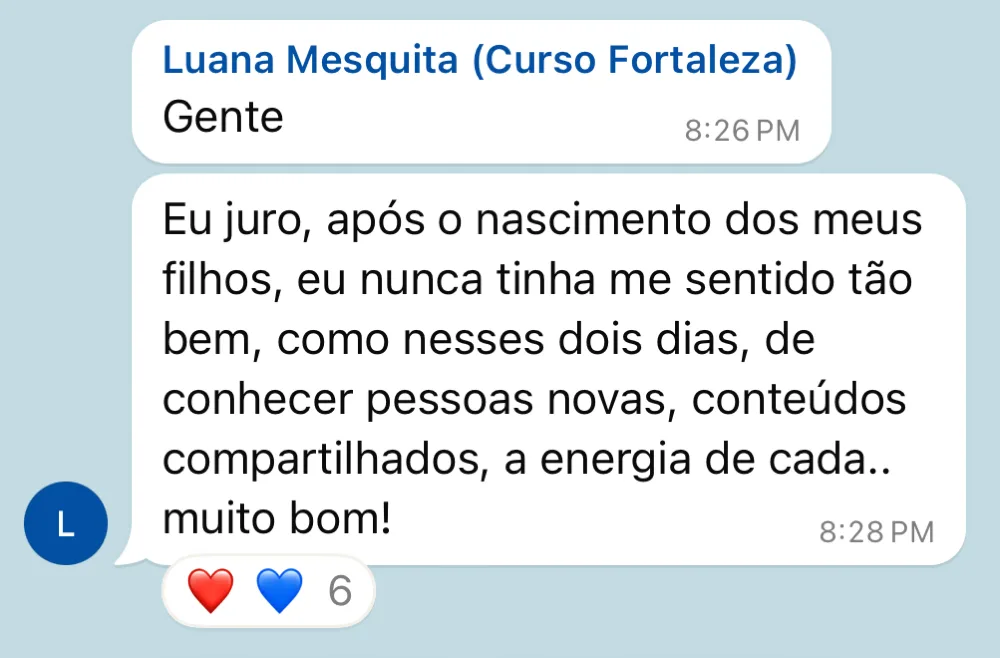 Luana Mesquita (Curso Fortaleza)
Gente
8:26 PM
Eu juro, após o nascimento dos meus
filhos, eu nunca tinha me sentido tão
bem, como nesses dois dias, de
conhecer pessoas novas, conteúdos
compartilhados, a energia de cada..
muito bom!
8:28 PM
L
❤️ 💙 6